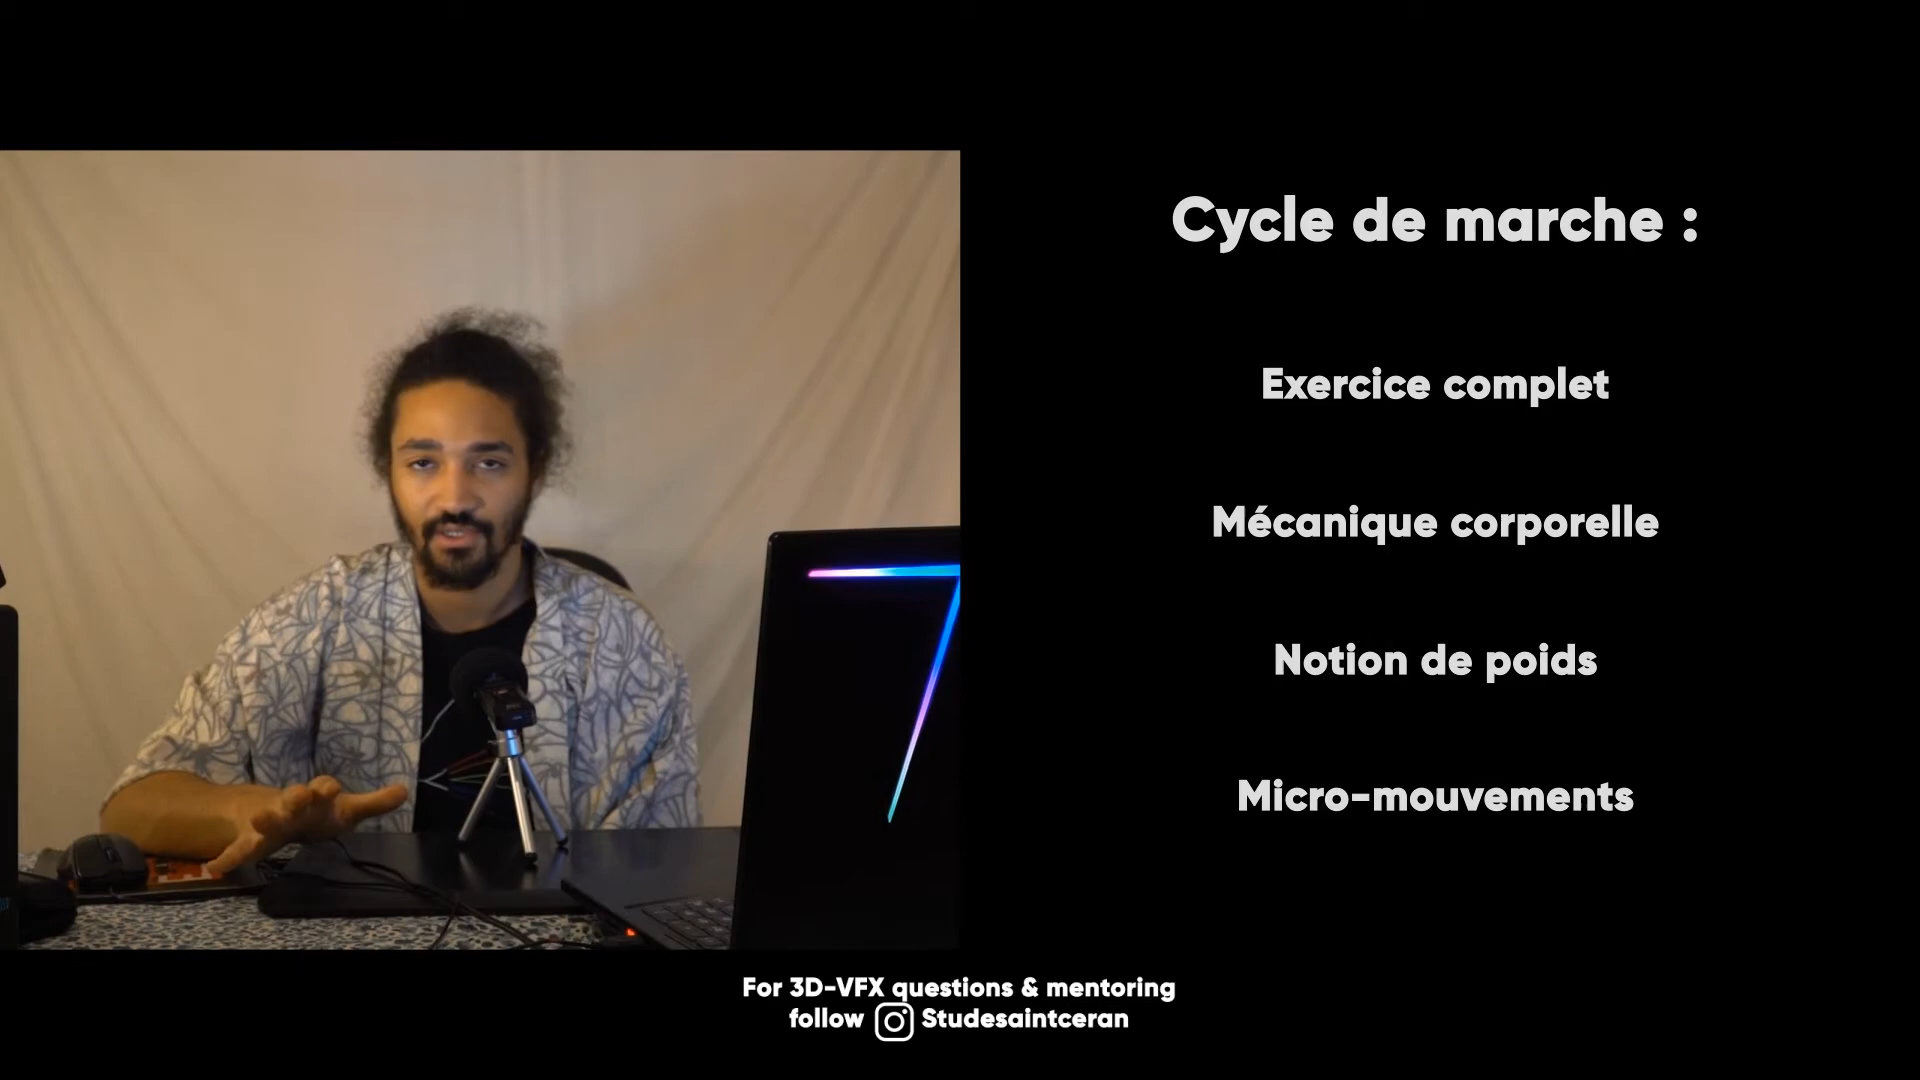 Cycle de marche :
Exercice complet
Mécanique corporelle
Notion de poids
Micro-mouvements
For 3D-VFX questions & mentoring
follow Studesaintceran